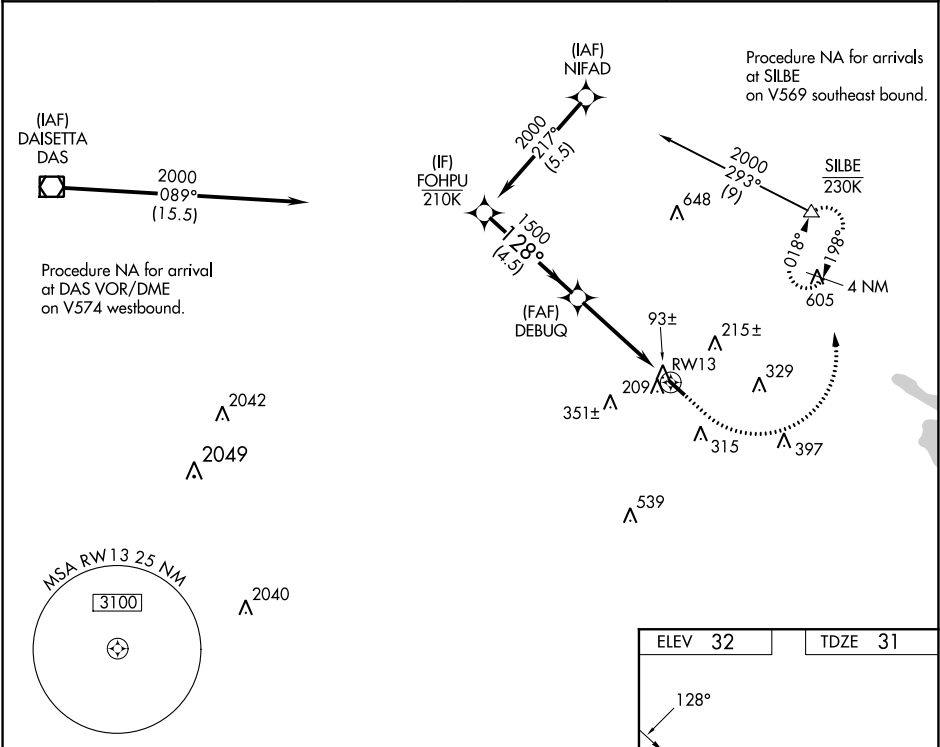 (IAF)
NIFAD
Procedure NA for arrivals
at SILBE
on V569 southeast bound.
(IAF)
DAISETTA
DAS
2000
089°
(15.5)
2000
217°
(5.5)
(IF)
FOHPU
210K
2000
293°
(9)
SILBE
230K
648
018°
198°
4 NM
605
1500
128°
(4.5)
Procedure NA for arrival
at DAS VOR/DME
on V574 westbound.
(FAF)
DEBUQ
93±
215±
RW13
209
329
351±
315
397
2042
2049
539
MSA RW13 25 NM
3100
2040
ELEV 32
TDZE 31
128°